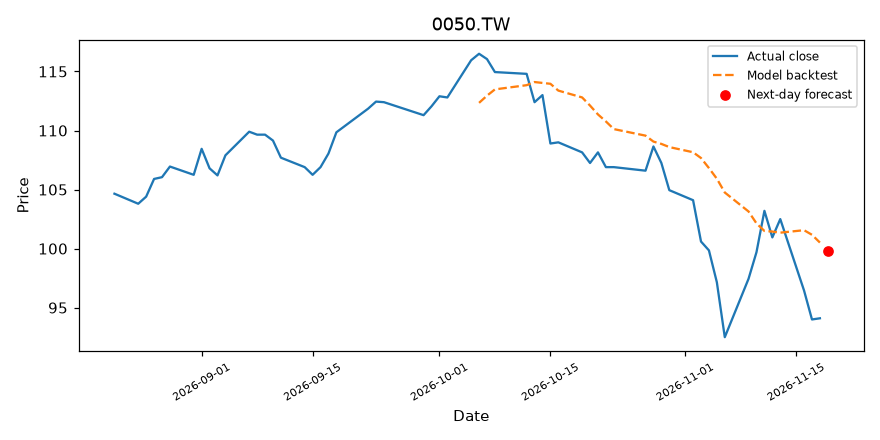 0050.TW
Actual close
Model backtest
Next-day forecast
Price
115
110
105
100
95
2026-09-01
2026-09-15
2026-10-01
2026-10-15
2026-11-01
2026-11-15
Date